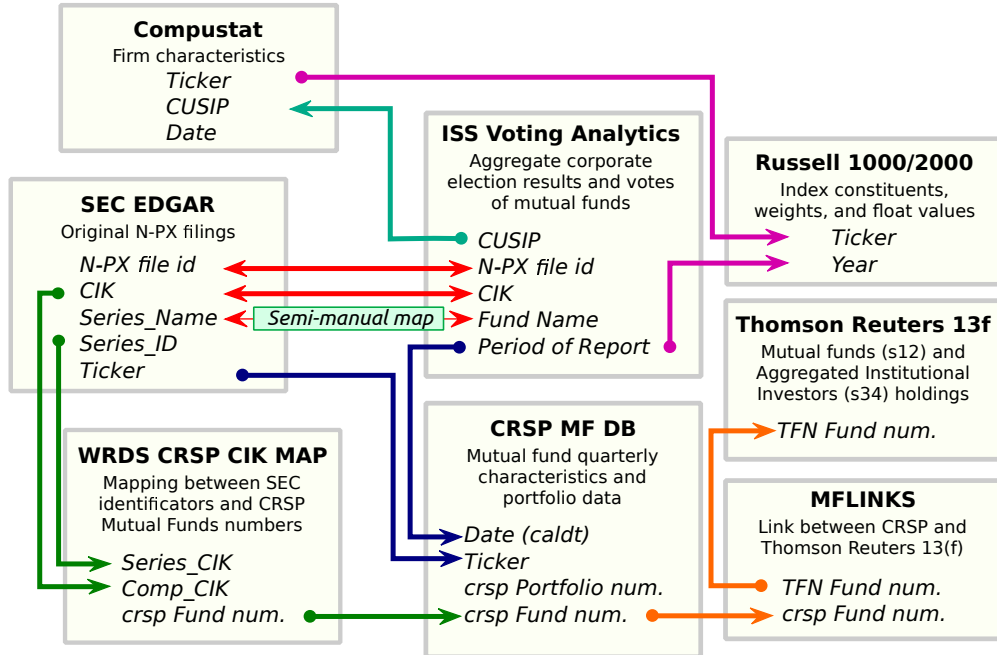 Compustat
Firm characteristics
Ticker
CUSIP
Date
ISS Voting Analytics
Aggregate corporate
election results and votes
of mutual funds
CUSIP
N-PX file id
CIK
Fund Name
Period of Report
Russell 1000/2000
Index constituents,
weights, and float values
Ticker
Year
SEC EDGAR
Original N-PX filings
N-PX file id
CIK
Series_Name
Series_ID
Ticker
Semi-manual map
Thomson Reuters 13f
Mutual funds (s12) and
Aggregated Institutional
Investors (s34) holdings
TFN Fund num.
WRDS CRSP CIK MAP
Mapping between SEC
identificators and CRSP
Mutual Funds numbers
Series_CIK
Comp_CIK
crsp Fund num.
CRSP MF DB
Mutual fund quarterly
characteristics and
portfolio data
Date (caldt)
Ticker
crsp Portfolio num.
crsp Fund num.
MFLINKS
Link between CRSP and
Thomson Reuters 13(f)
TFN Fund num.
crsp Fund num.